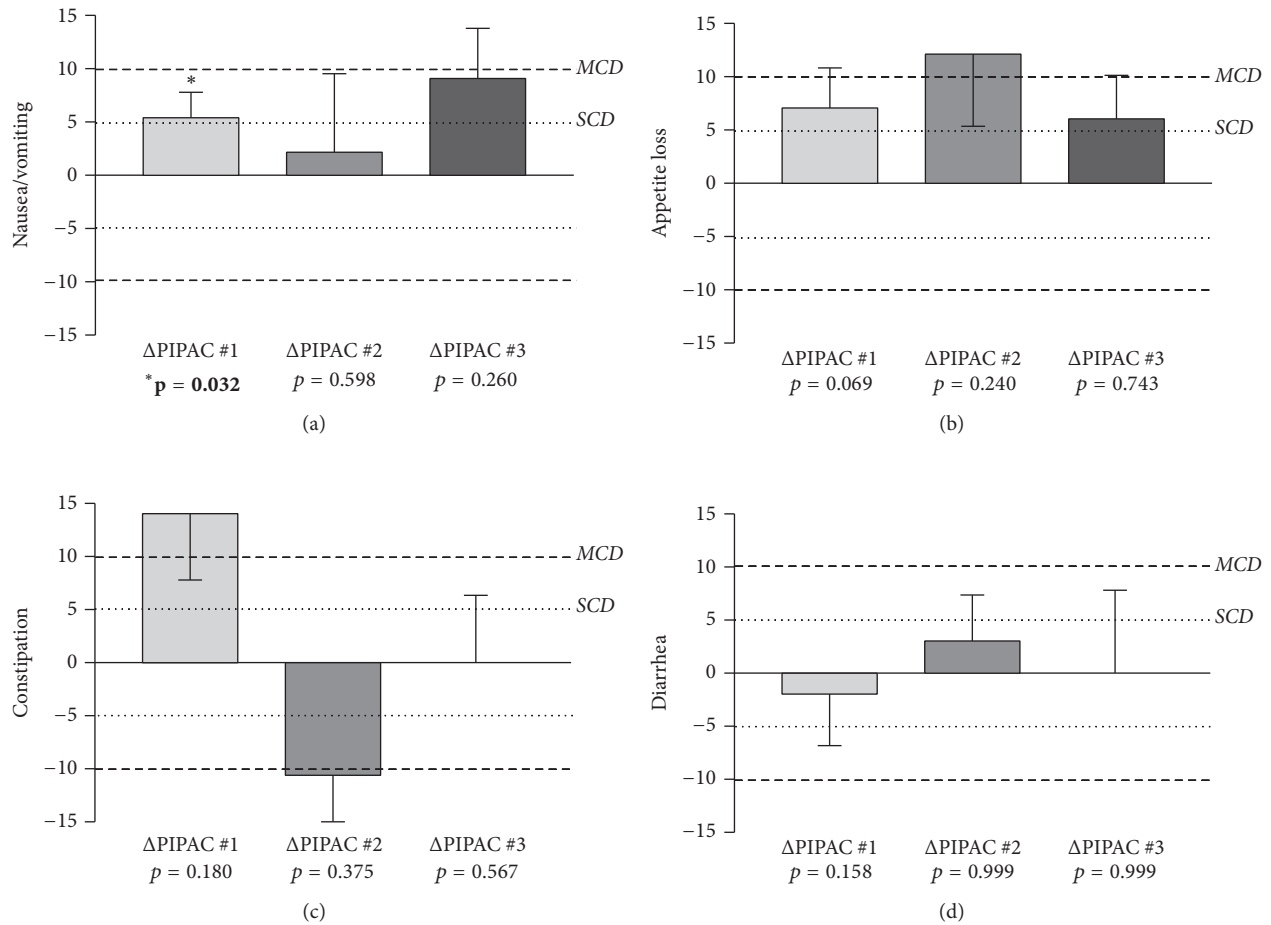 Nausea/vomiting
15
10
5
0
−5
−10
−15
MCD
SCD
*
ΔPIPAC #1 ΔPIPAC #2 ΔPIPAC #3
*p = 0.032 p = 0.598 p = 0.260
(a)
Appetite loss
15
10
5
0
−5
−10
−15
MCD
SCD
ΔPIPAC #1 ΔPIPAC #2 ΔPIPAC #3
p = 0.069 p = 0.240 p = 0.743
(b)
Constipation
15
10
5
0
−5
−10
−15
MCD
SCD
ΔPIPAC #1 ΔPIPAC #2 ΔPIPAC #3
p = 0.180 p = 0.375 p = 0.567
(c)
Diarrhea
15
10
5
0
−5
−10
−15
MCD
SCD
ΔPIPAC #1 ΔPIPAC #2 ΔPIPAC #3
p = 0.158 p = 0.999 p = 0.999
(d)